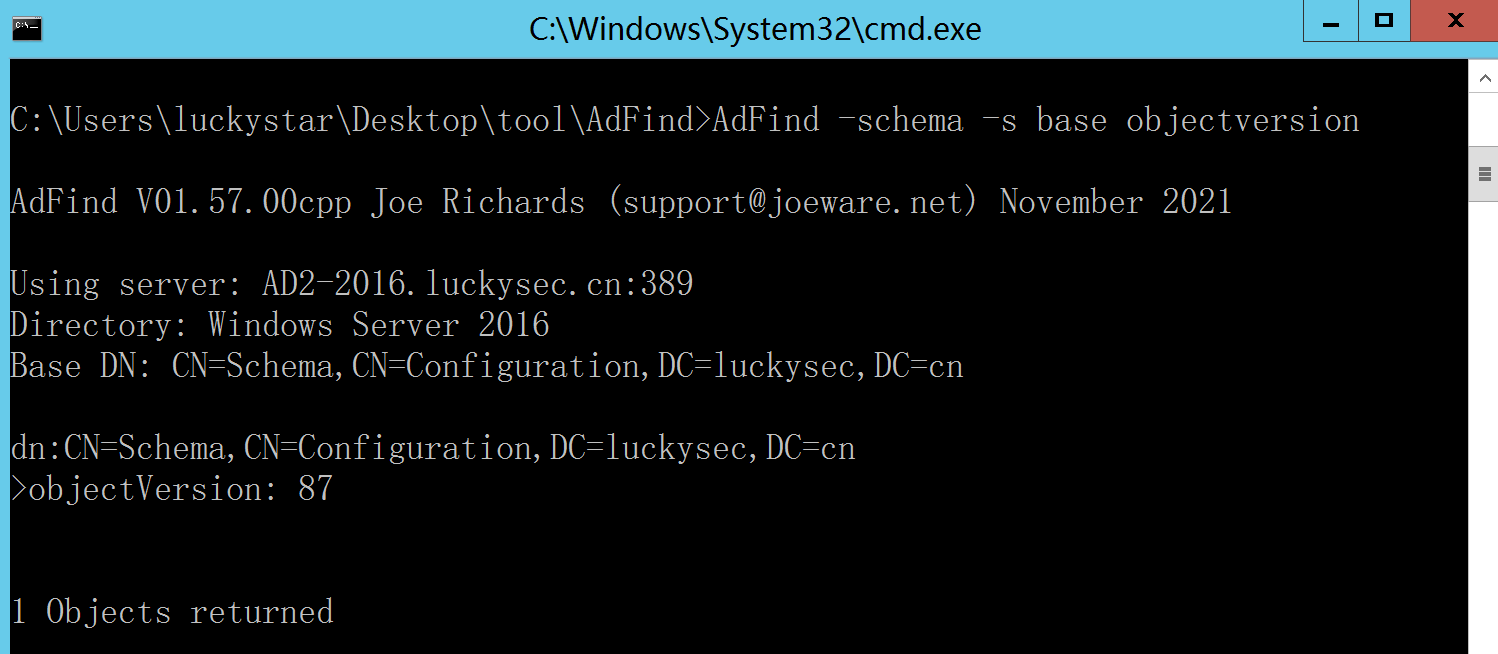 C:\Windows\System32\cmd.exe
C:\Users\luckystar\Desktop\tool\AdFind>AdFind -schema -s base objectversion
AdFind V01.57.00cpp Joe Richards (support@joeware.net) November 2021
Using server: AD2-2016.luckysec.cn:389
Directory: Windows Server 2016
Base DN: CN=Schema,CN=Configuration,DC=luckysec,DC=cn
dn:CN=Schema,CN=Configuration,DC=luckysec,DC=cn
>objectVersion: 87
1 Objects returned